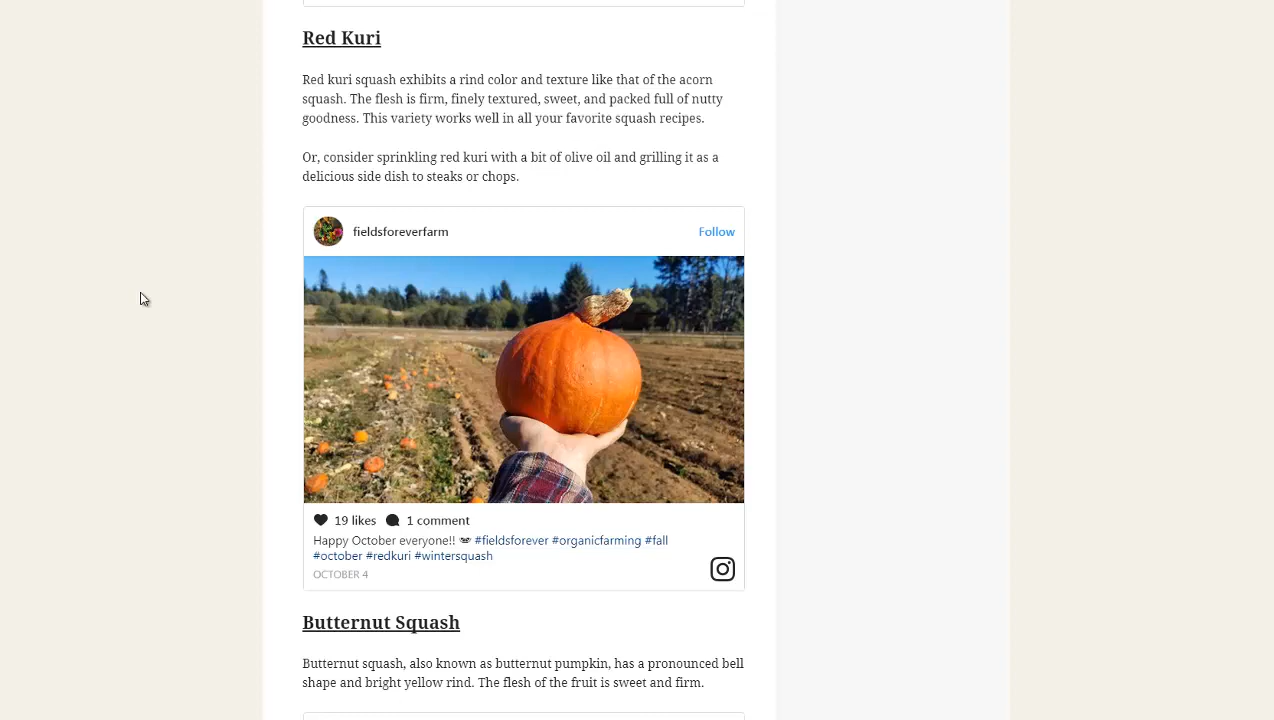 Red Kuri
Red kuri squash exhibits a rind color and texture like that of the acorn
squash. The flesh is firm, finely textured, sweet, and packed full of nutty
goodness. This variety works well in all your favorite squash recipes.
Or, consider sprinkling red kuri with a bit of olive oil and grilling it as a
delicious side dish to steaks or chops.
fieldsforeverfarm Follow
19 likes 1 comment
Happy October everyone!! #fieldsforever #organicfarming #fall
#october #redkuri #wintersquash
OCTOBER 4
Butternut Squash
Butternut squash, also known as butternut pumpkin, has a pronounced bell
shape and bright yellow rind. The flesh of the fruit is sweet and firm.